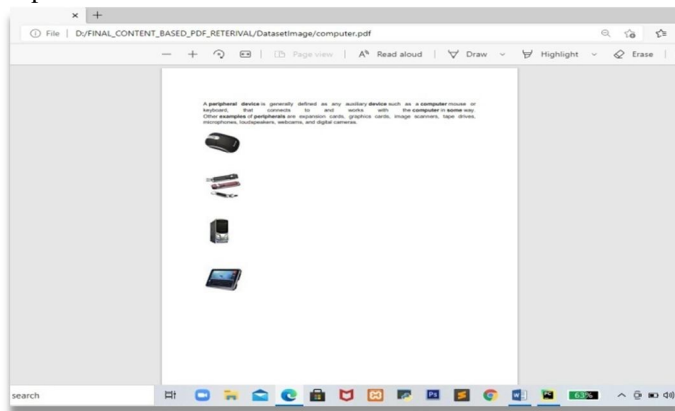 File | D:/FINAL_CONTENT_BASED_PDF_RETERIVAL/DatasetImage/computer.pdf
Page view | Read aloud | Draw Highlight Erase
A peripheral device is generally defined as any auxiliary device such as a computer mouse or
keyboard, that connects to and works with the computer in some way.
Other examples of peripherals are expansion cards, graphics cards, image scanners, tape drives,
microphones, loudspeakers, webcams, and digital cameras.
search 63%